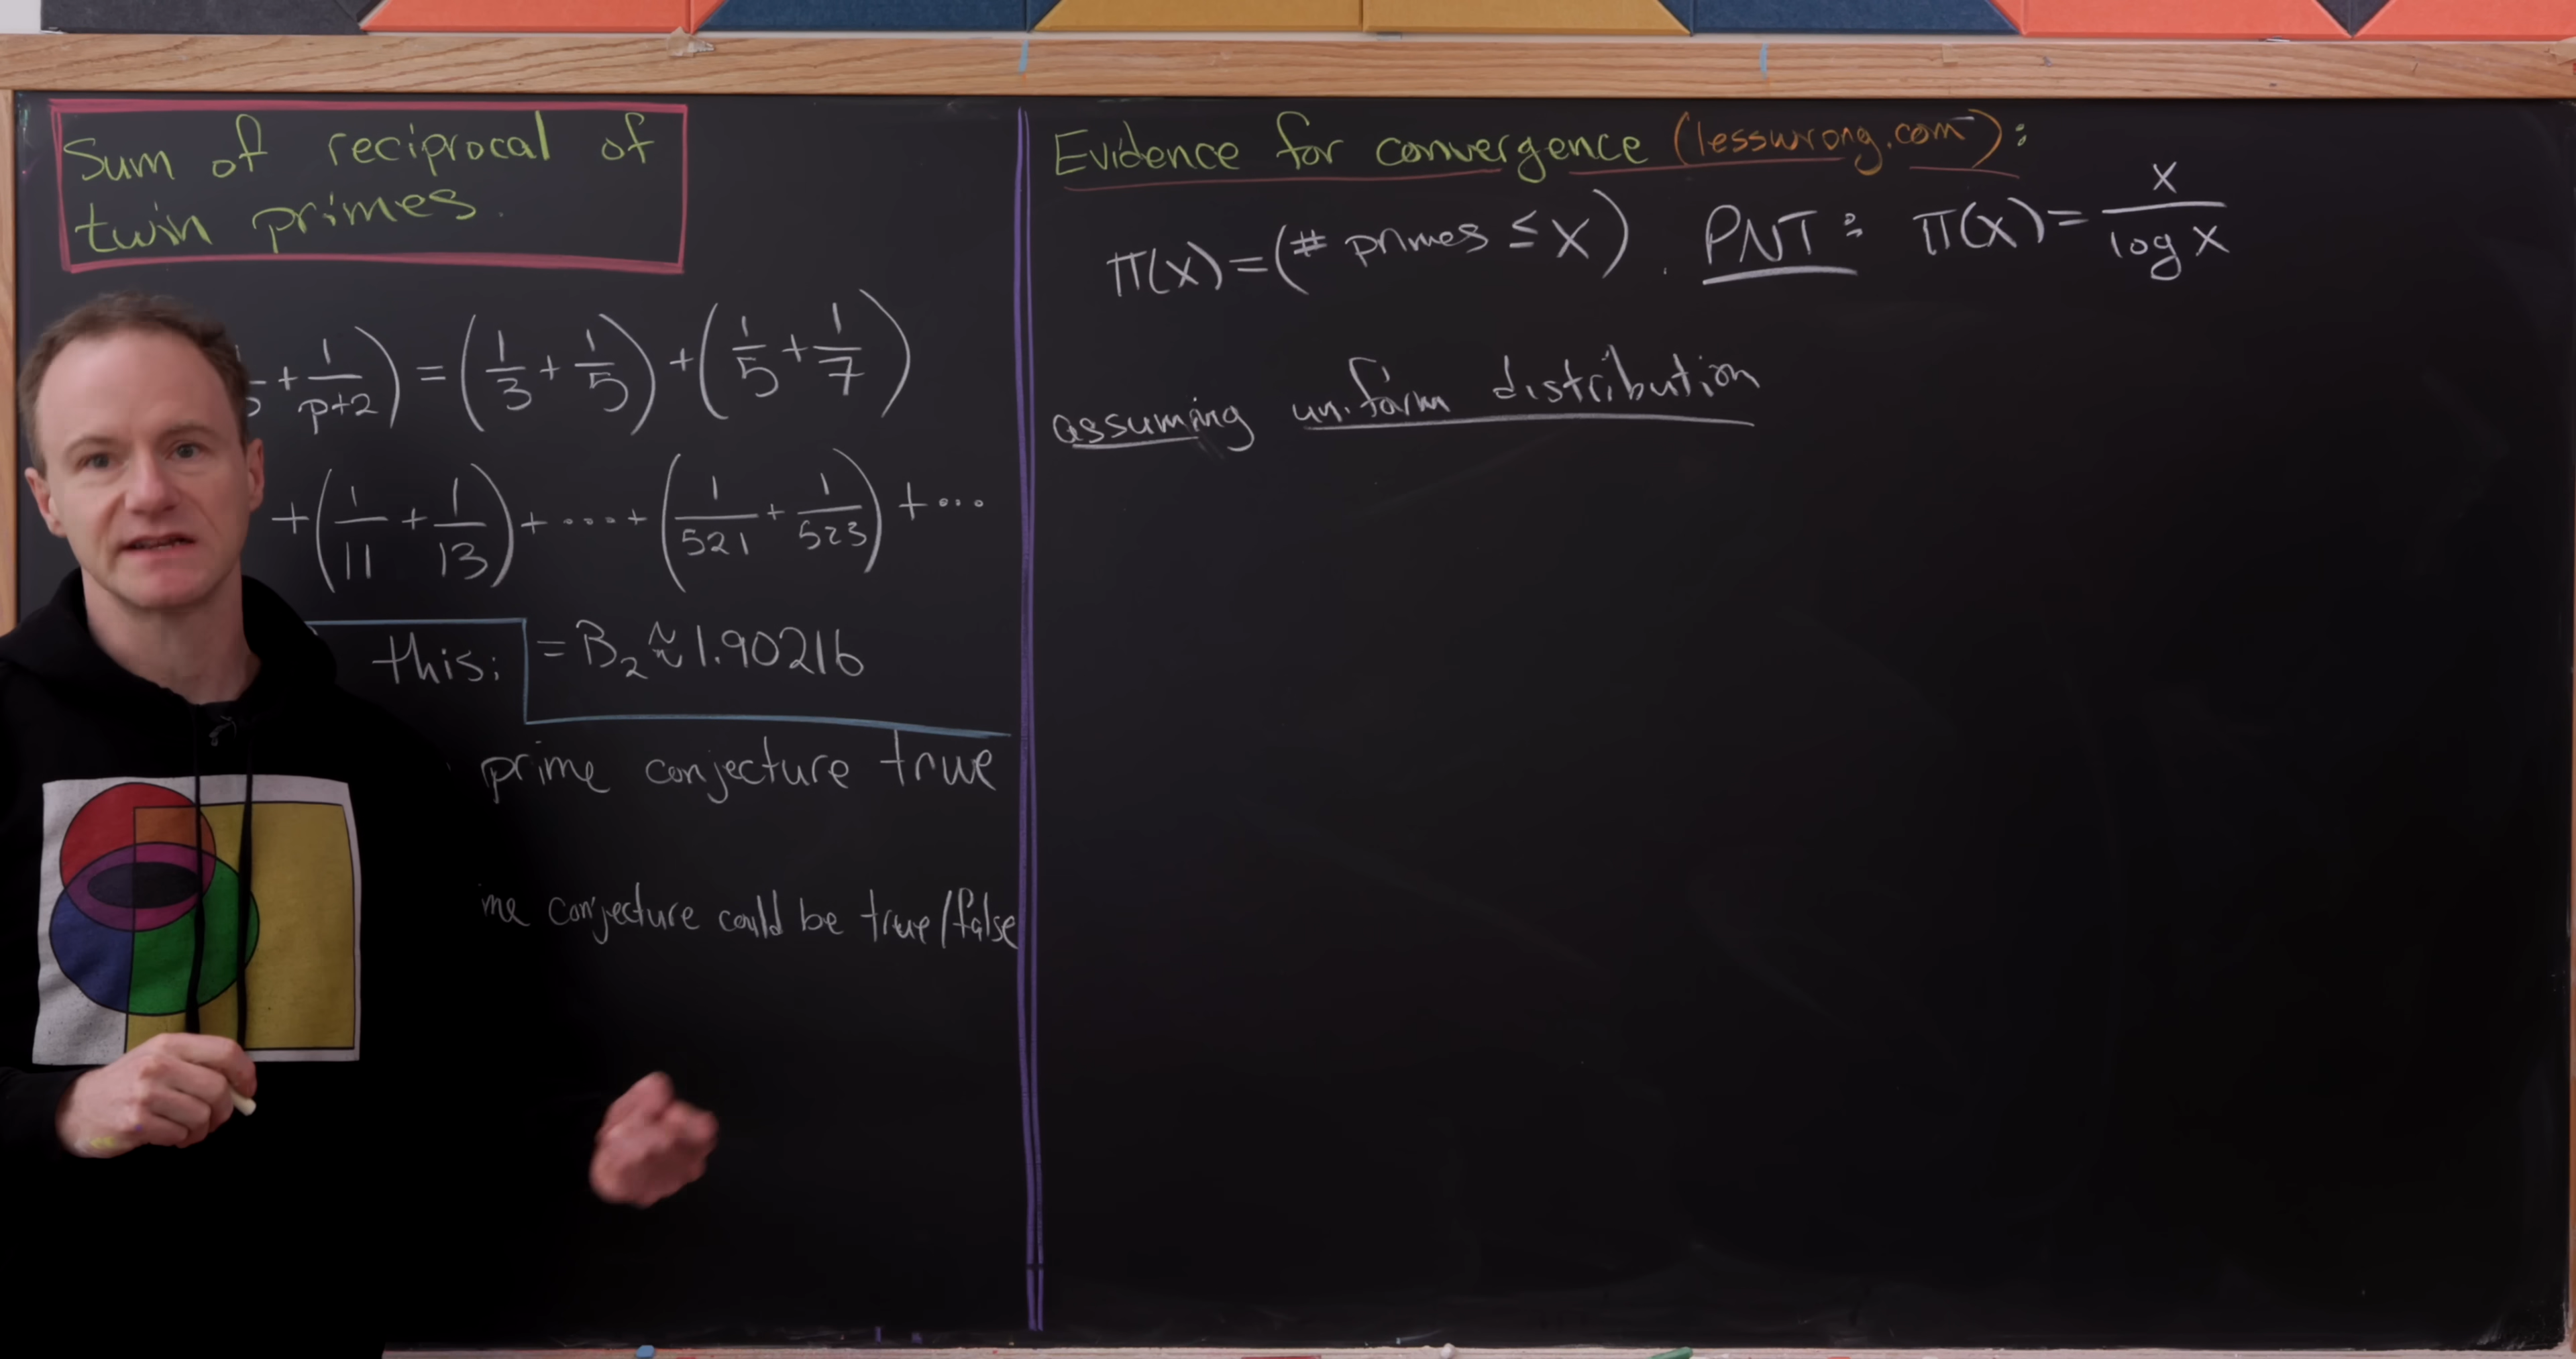 Sum of reciprocal of
twin primes.
+ 1/p+2) = (1/3 + 1/5) + (1/5 + 1/7)
+ (1/11 + 1/13) + .... + (1/521 + 1/523) + ...
this: = B₂ ≈ 1.90216
prime conjecture true
conjecture could be true/false
Evidence for convergence (lesswrong.com):
π(x) = (# primes ≤ x). PNT: π(x) = x/log x
assuming uniform distribution